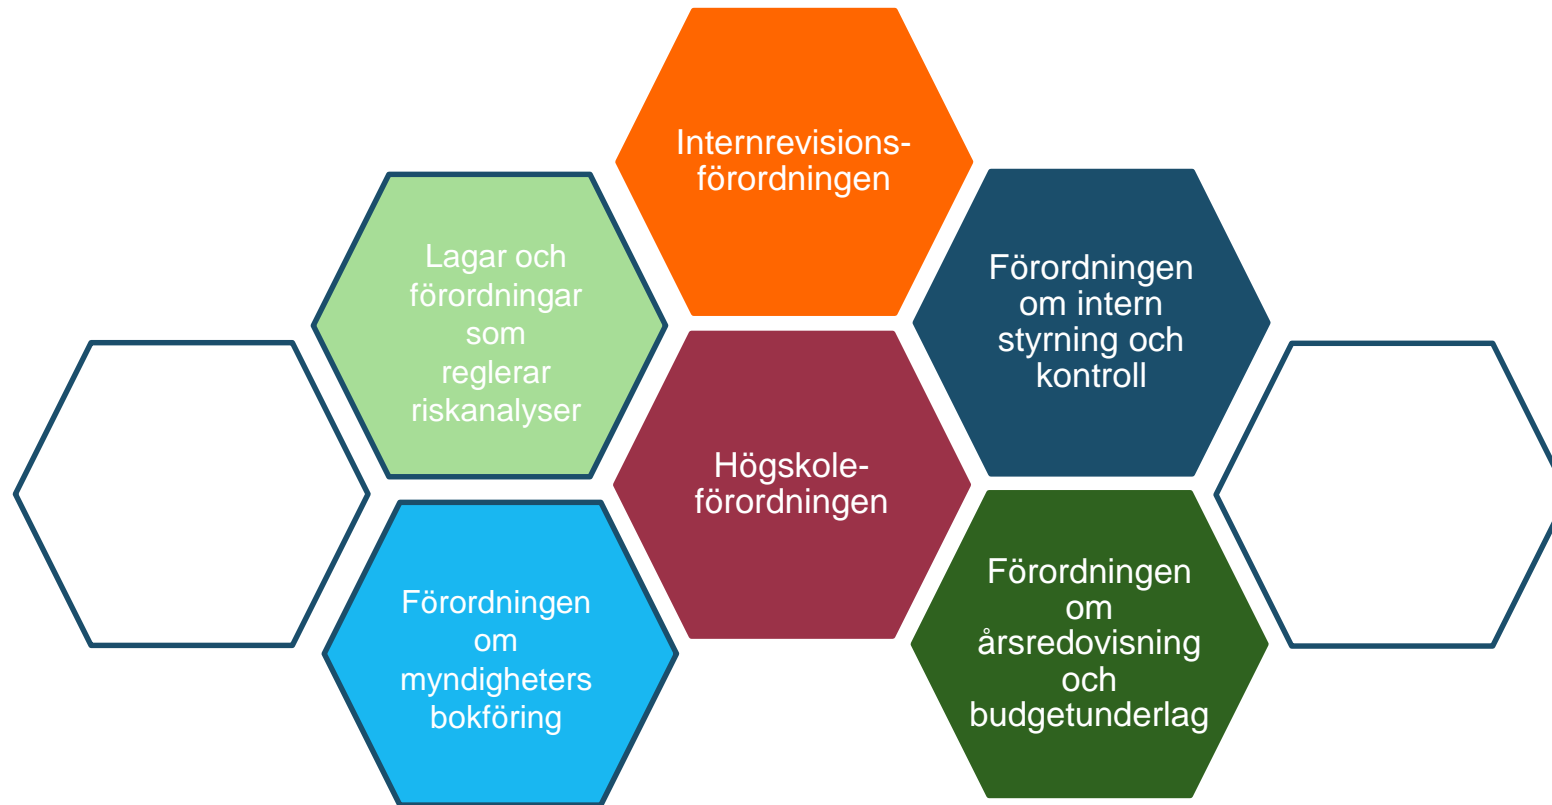 Internrevisions-
förordningen
Lagar och
förordningar
som
reglerar
riskanalyser
Förordningen
om intern
styrning och
kontroll
Högskole-
förordningen
Förordningen
om
myndigheters
bokföring
Förordningen
om
årsredovisning
och
budgetunderlag